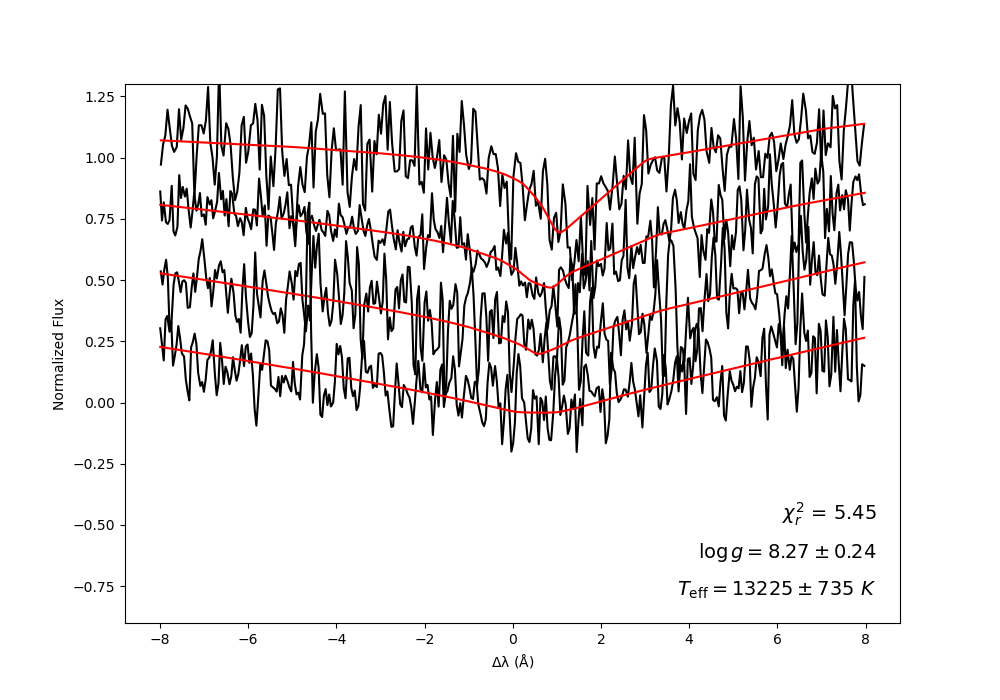 1.25
1.00
0.75
0.50
0.25
0.00
−0.25
−0.50
−0.75
Normalized Flux
χ²ᵣ = 5.45
log g = 8.27 ± 0.24
T_eff = 13225 ± 735 K
−8 −6 −4 −2 0 2 4 6 8
Δλ (Å)